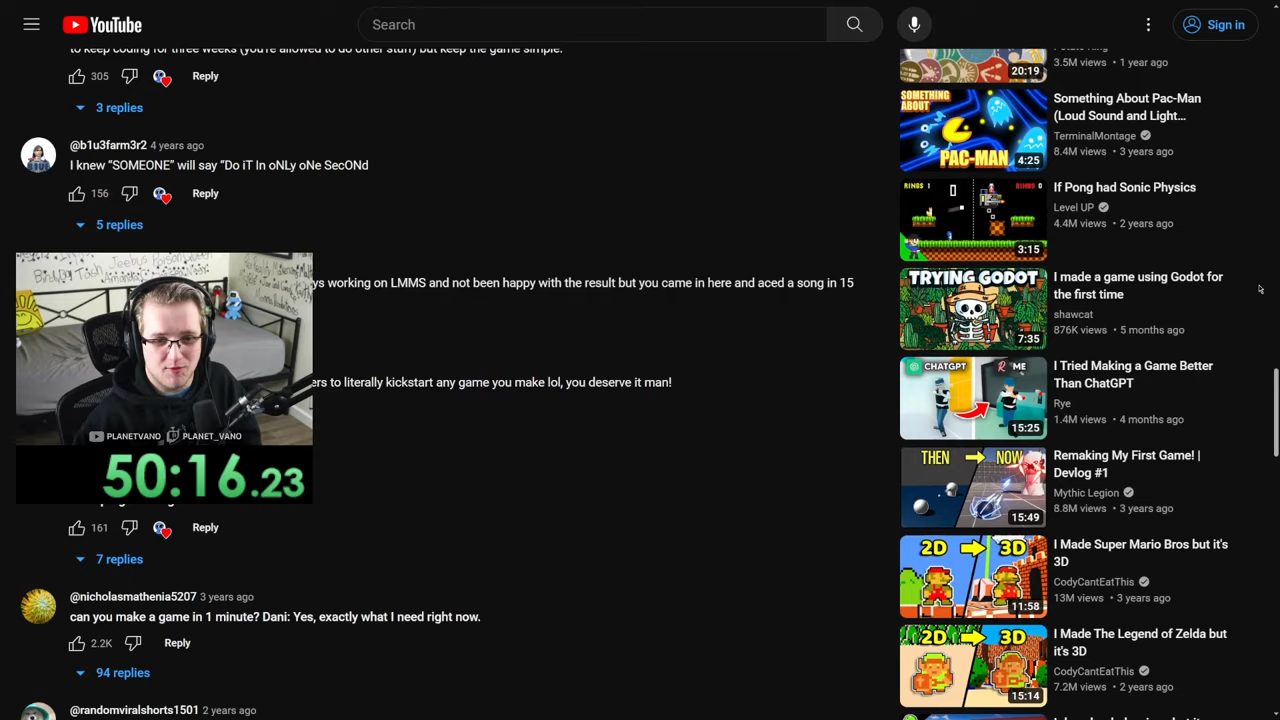 YouTube
Search
Sign in
to keep coding for three weeks (you're allowed to do other stuff) but keep the game simple.
305
Reply
3 replies
@b1u3farm3r2 4 years ago
I knew “SOMEONE” will say “Do iT In oNLy oNe SecONd
156
Reply
5 replies
ys working on LMMS and not been happy with the result but you came in here and aced a song in 15
ers to literally kickstart any game you make lol, you deserve it man!
PLANETVANO PLANET_VANO
50:16.23
161
Reply
7 replies
@nicholasmathenia5207 3 years ago
can you make a game in 1 minute? Dani: Yes, exactly what I need right now.
2.2K
Reply
94 replies
@randomviralshorts1501 2 years ago
20:19
3.5M views • 1 year ago
SOMETHING
ABOUT
PAC-MAN
4:25
Something About Pac-Man
(Loud Sound and Light...
TerminalMontage
8.4M views • 3 years ago
RINGS 1
RINGS 0
3:15
If Pong had Sonic Physics
Level UP
4.4M views • 2 years ago
TRYING GODOT
7:35
I made a game using Godot for
the first time
shawcat
876K views • 5 months ago
CHATGPT
ME
15:25
I Tried Making a Game Better
Than ChatGPT
Rye
1.4M views • 4 months ago
THEN
NOW
15:49
Remaking My First Game! |
Devlog #1
Mythic Legion
8.8M views • 3 years ago
2D
3D
11:58
I Made Super Mario Bros but it's
3D
CodyCantEatThis
13M views • 3 years ago
2D
3D
15:14
I Made The Legend of Zelda but
it's 3D
CodyCantEatThis
7.2M views • 2 years ago